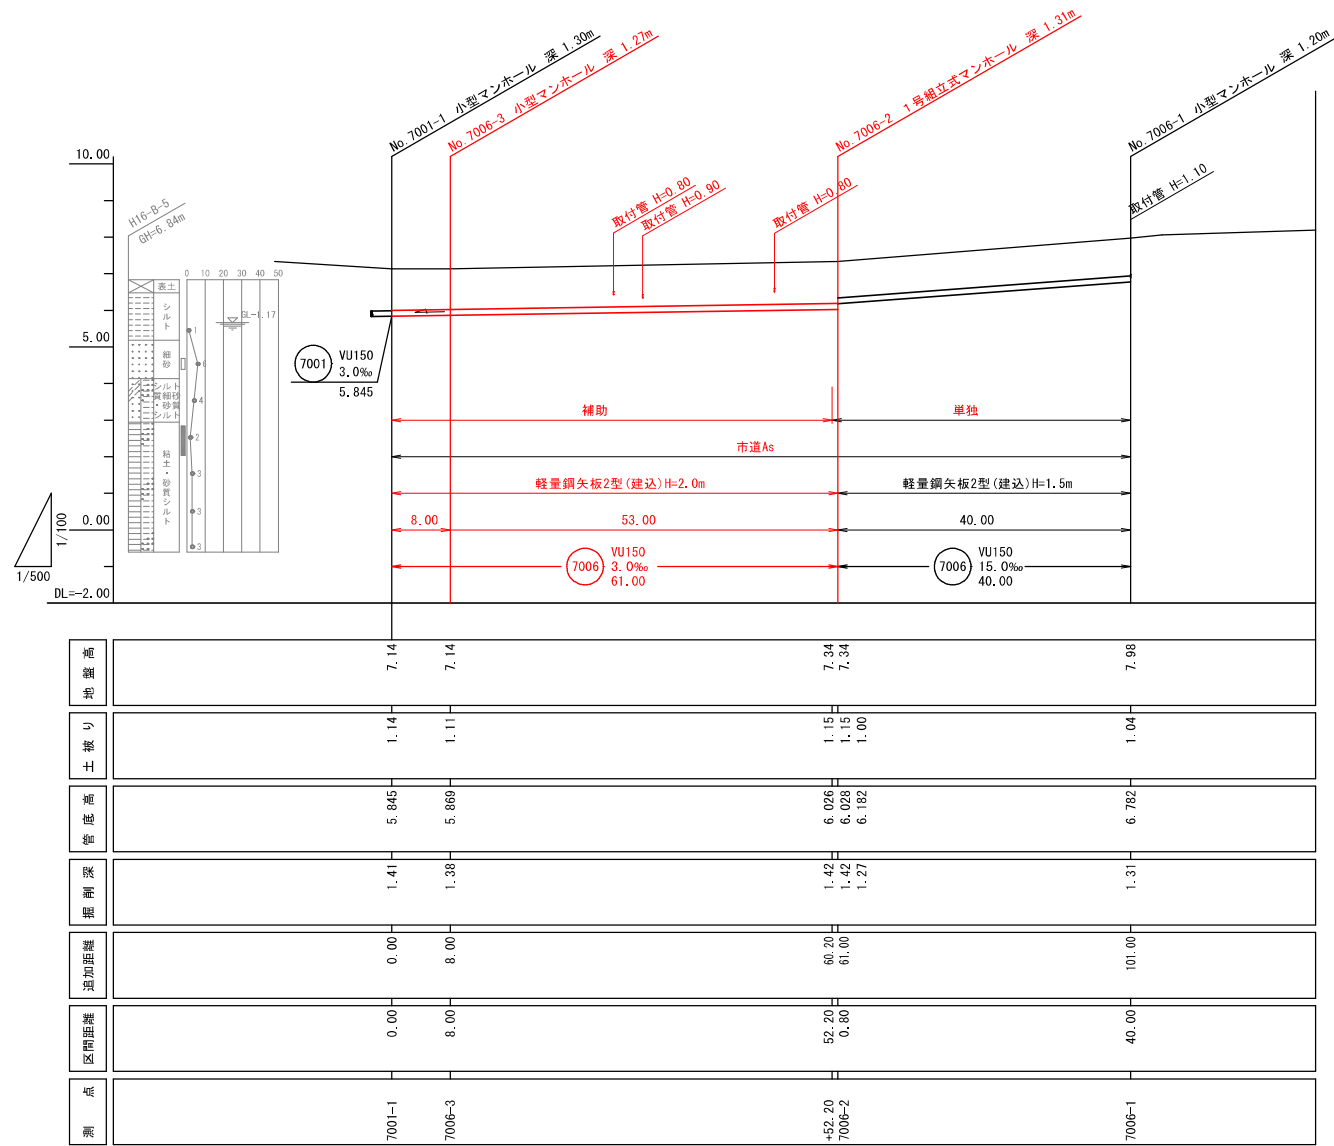 No.7001-1 小型マンホール 深 1.30m
No.7006-3 小型マンホール 深 1.27m
No.7006-2 1号組立式マンホール 深 1.31m
No.7006-1 小型マンホール 深 1.20m
取付管 H=0.80
取付管 H=0.90
取付管 H=0.80
取付管 H=1.10
10.00
5.00
0.00
DL=-2.00
1/100
1/500
H16-B-5
GH=6.84m
0 10 20 30 40 50
表土
シルト
細砂
シルト質細砂・砂質シルト
粘土・砂質シルト
GL-1.17
1
6
4
2
3
3
3
7001 VU150
3.0‰
5.845
補助
単独
市道As
軽量鋼矢板2型(建込)H=2.0m
軽量鋼矢板2型(建込)H=1.5m
8.00 53.00 40.00
7006 VU150
3.0‰
61.00
7006 VU150
15.0‰
40.00
地盤高 7.14 7.14 7.34 7.34 7.98
土被り 1.14 1.11 1.15 1.15 1.00 1.04
管底高 5.845 5.869 6.026 6.028 6.182 6.782
掘削深 1.41 1.38 1.42 1.42 1.27 1.31
追加距離 0.00 8.00 60.20 61.00 101.00
区間距離 0.00 8.00 52.20 0.80 40.00
測点 7001-1 7006-3 +52.20 7006-2 7006-1